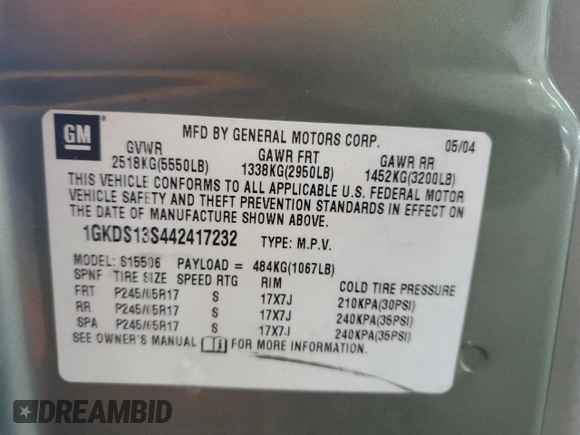 GM
®
MFD BY GENERAL MOTORS CORP. 05/04
GVWR GAWR FRT GAWR RR
2518KG(5550LB) 1338KG(2950LB) 1452KG(3200LB)
THIS VEHICLE CONFORMS TO ALL APPLICABLE U.S. FEDERAL MOTOR
VEHICLE SAFETY AND THEFT PREVENTION STANDARDS IN EFFECT ON
THE DATE OF MANUFACTURE SHOWN ABOVE.
1GKDS13S442417232 TYPE: M.P.V.
MODEL: S15506 PAYLOAD = 484KG(1067LB)
SPNF TIRE SIZE SPEED RTG RIM COLD TIRE PRESSURE
FRT P245/65R17 S 17X7J 210KPA(30PSI)
RR P245/65R17 S 17X7J 240KPA(35PSI)
SPA P245/65R17 S 17X7J 240KPA(35PSI)
SEE OWNER'S MANUAL FOR MORE INFORMATION.
DREAMBID